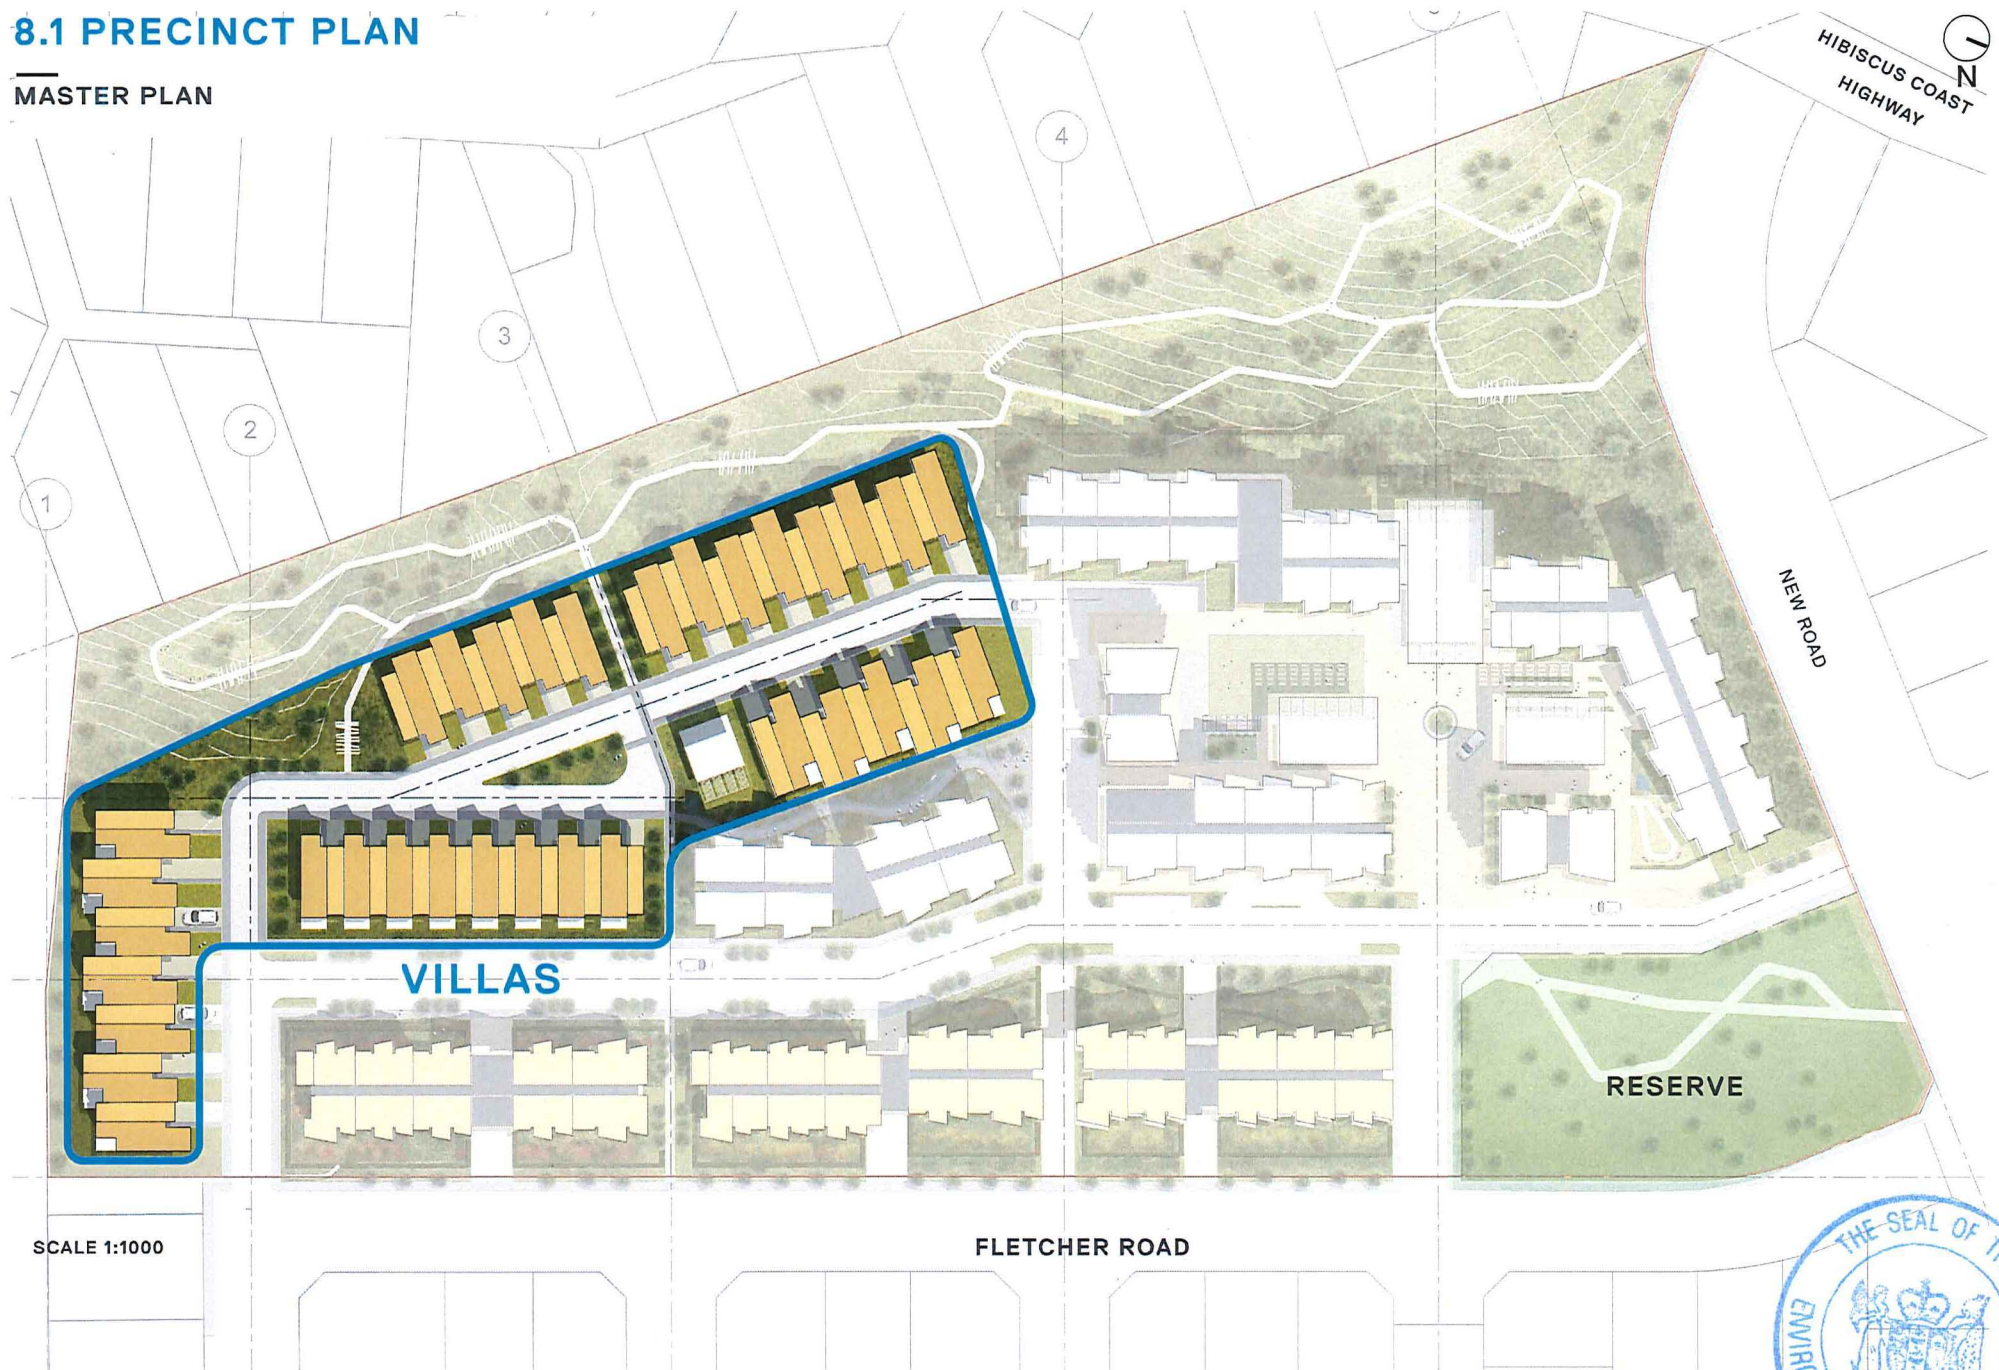 8.1 PRECINCT PLAN
MASTER PLAN
HIBISCUS COAST
HIGHWAY
N
4
3
2
1
NEW ROAD
VILLAS
RESERVE
SCALE 1:1000
FLETCHER ROAD
THE SEAL OF